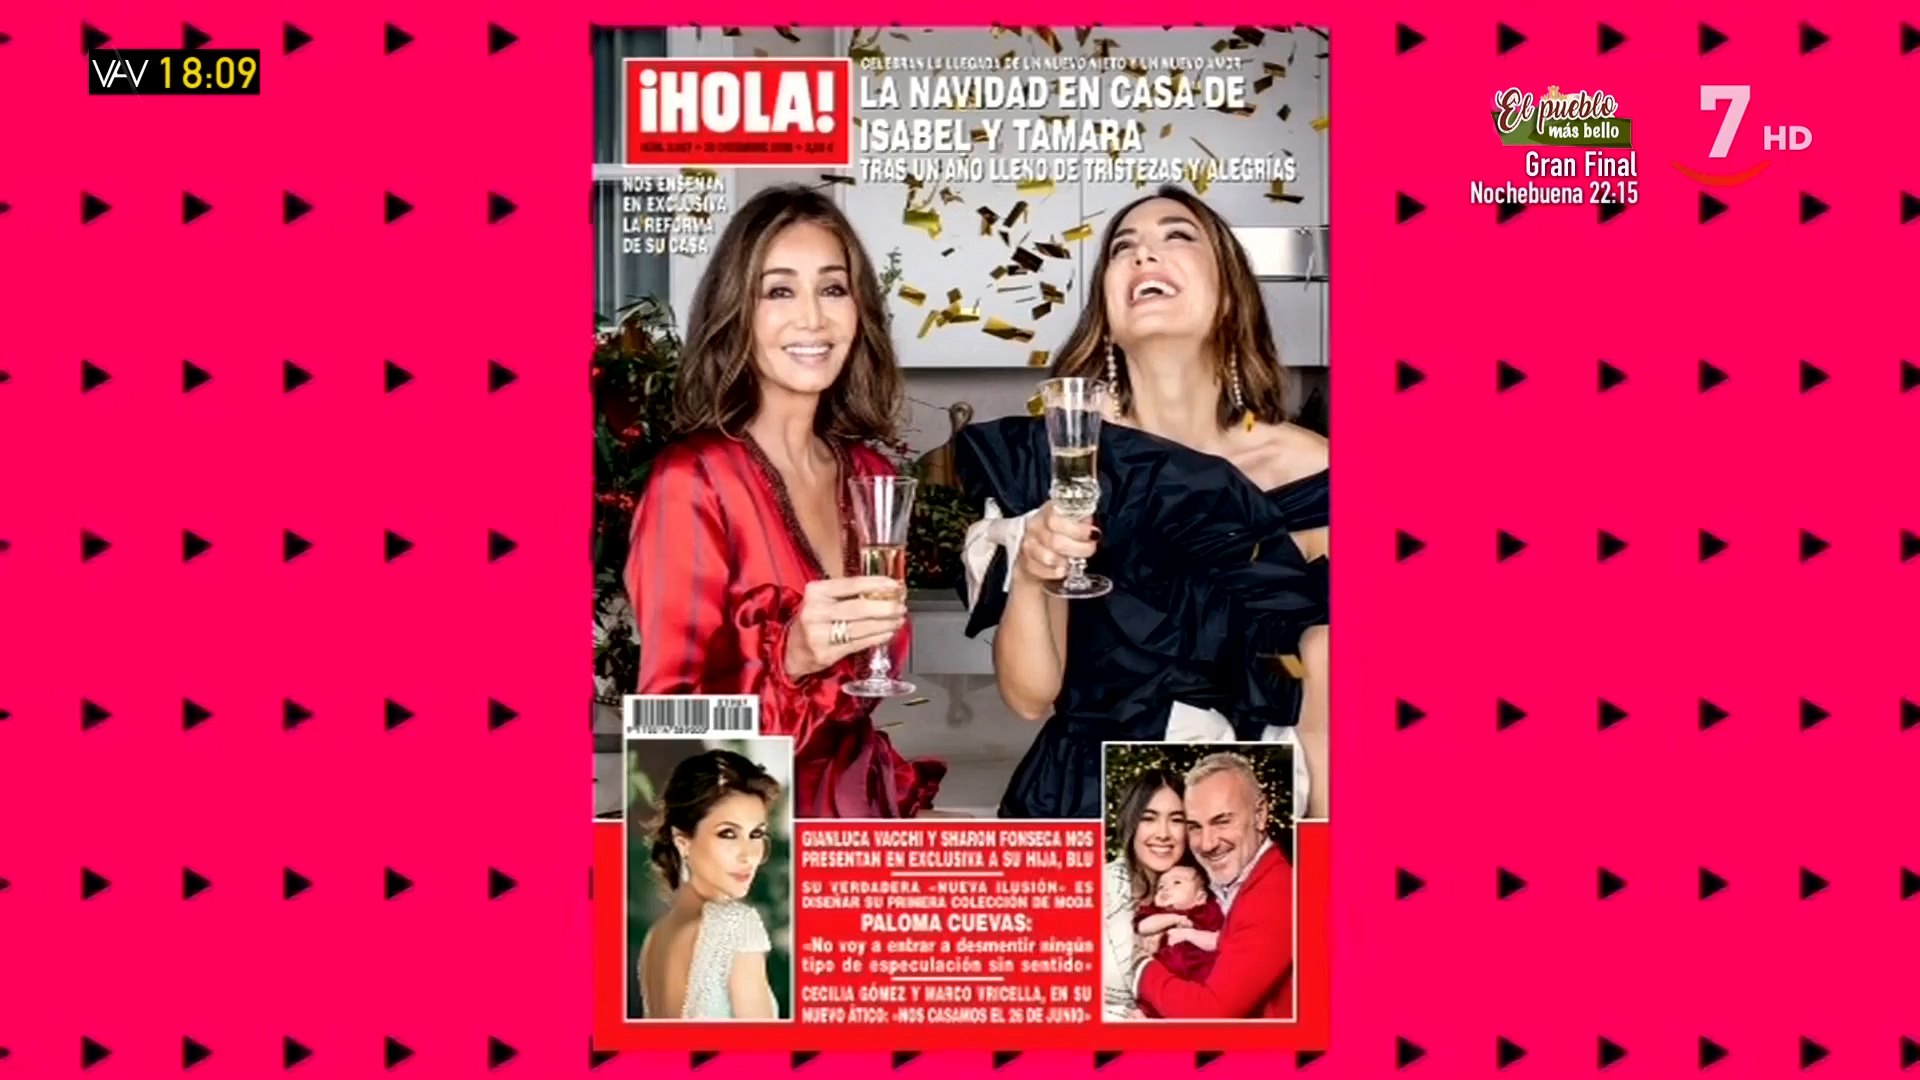 VAV 18:09
El pueblo
más bello
Gran Final
Nochebuena 22:15
7 HD
¡HOLA!
CELEBRAN LA LLEGADA DE UN NUEVO NIETO Y UN NUEVO AMOR
LA NAVIDAD EN CASA DE
ISABEL Y TAMARA
TRAS UN AÑO LLENO DE TRISTEZAS Y ALEGRÍAS
NOS ENSEÑAN
EN EXCLUSIVA
LA REFORMA
DE SU CASA
GIANLUCA VACCHI Y SHARON FONSECA NOS
PRESENTAN EN EXCLUSIVA A SU HIJA, BLU
SU VERDADERA «NUEVA ILUSIÓN» ES
DISEÑAR SU PRIMERA COLECCIÓN DE MODA
PALOMA CUEVAS:
«No voy a entrar a desmentir ningún
tipo de especulación sin sentido»
CECILIA GÓMEZ Y MARCO VRICELLA, EN SU
NUEVO ÁTICO: «NOS CASAMOS EL 26 DE JUNIO»